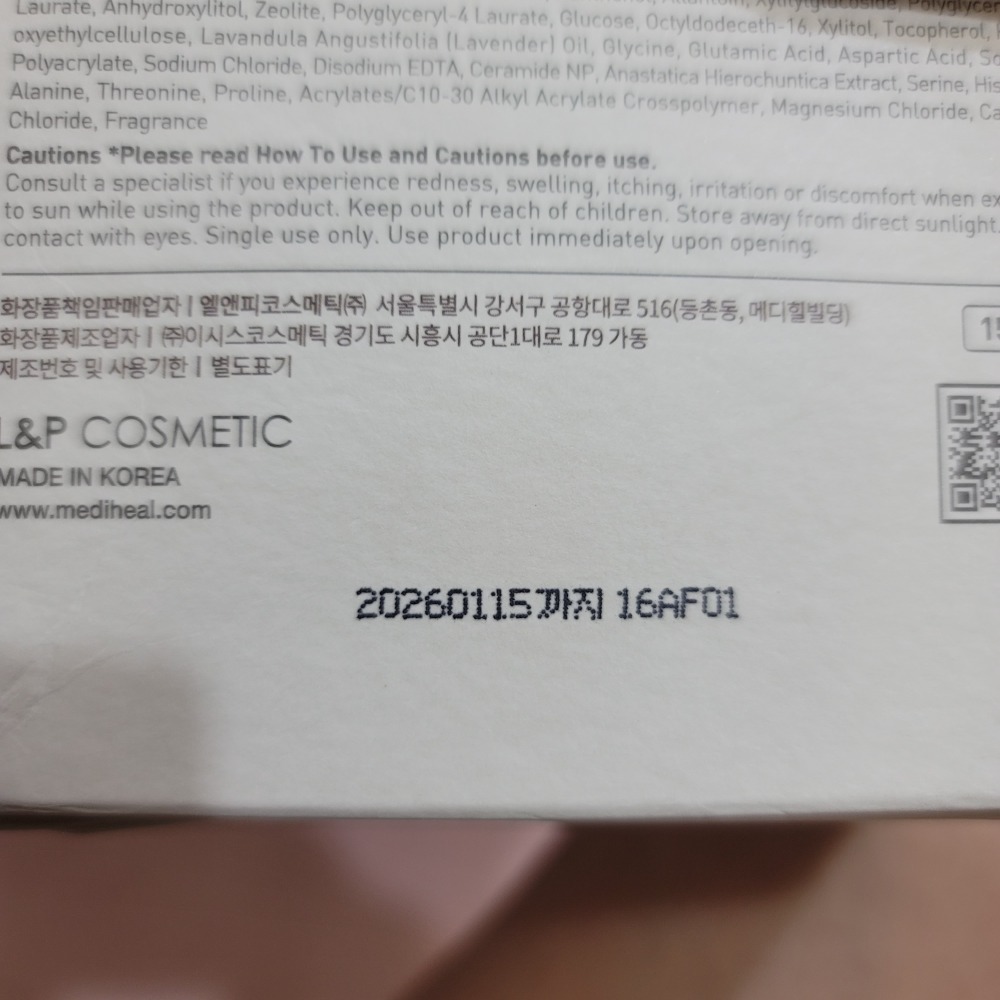 Laurate, Anhydroxylitol, Zeolite, Polyglyceryl-4 Laurate, Glucose, Octyldodeceth-16, Xylitol, Tocopherol,
oxyethylcellulose, Lavandula Angustifolia (Lavender) Oil, Glycine, Glutamic Acid, Aspartic Acid, So
Polyacrylate, Sodium Chloride, Disodium EDTA, Ceramide NP, Anastatica Hierochuntica Extract, Serine, His
Alanine, Threonine, Proline, Acrylates/C10-30 Alkyl Acrylate Crosspolymer, Magnesium Chloride, Ca
Chloride, Fragrance
Cautions *Please read How To Use and Cautions before use.
Consult a specialist if you experience redness, swelling, itching, irritation or discomfort when ex
to sun while using the product. Keep out of reach of children. Store away from direct sunlight.
contact with eyes. Single use only. Use product immediately upon opening.
화장품책임판매업자 | 엘앤피코스메틱㈜ 서울특별시 강서구 공항대로 516(등촌동, 메디힐빌딩)
화장품제조업자 | ㈜이시스코스메틱 경기도 시흥시 공단1대로 179 가동
제조번호 및 사용기한 | 별도표기
L&P COSMETIC
MADE IN KOREA
www.mediheal.com
20260115까지 16AF01